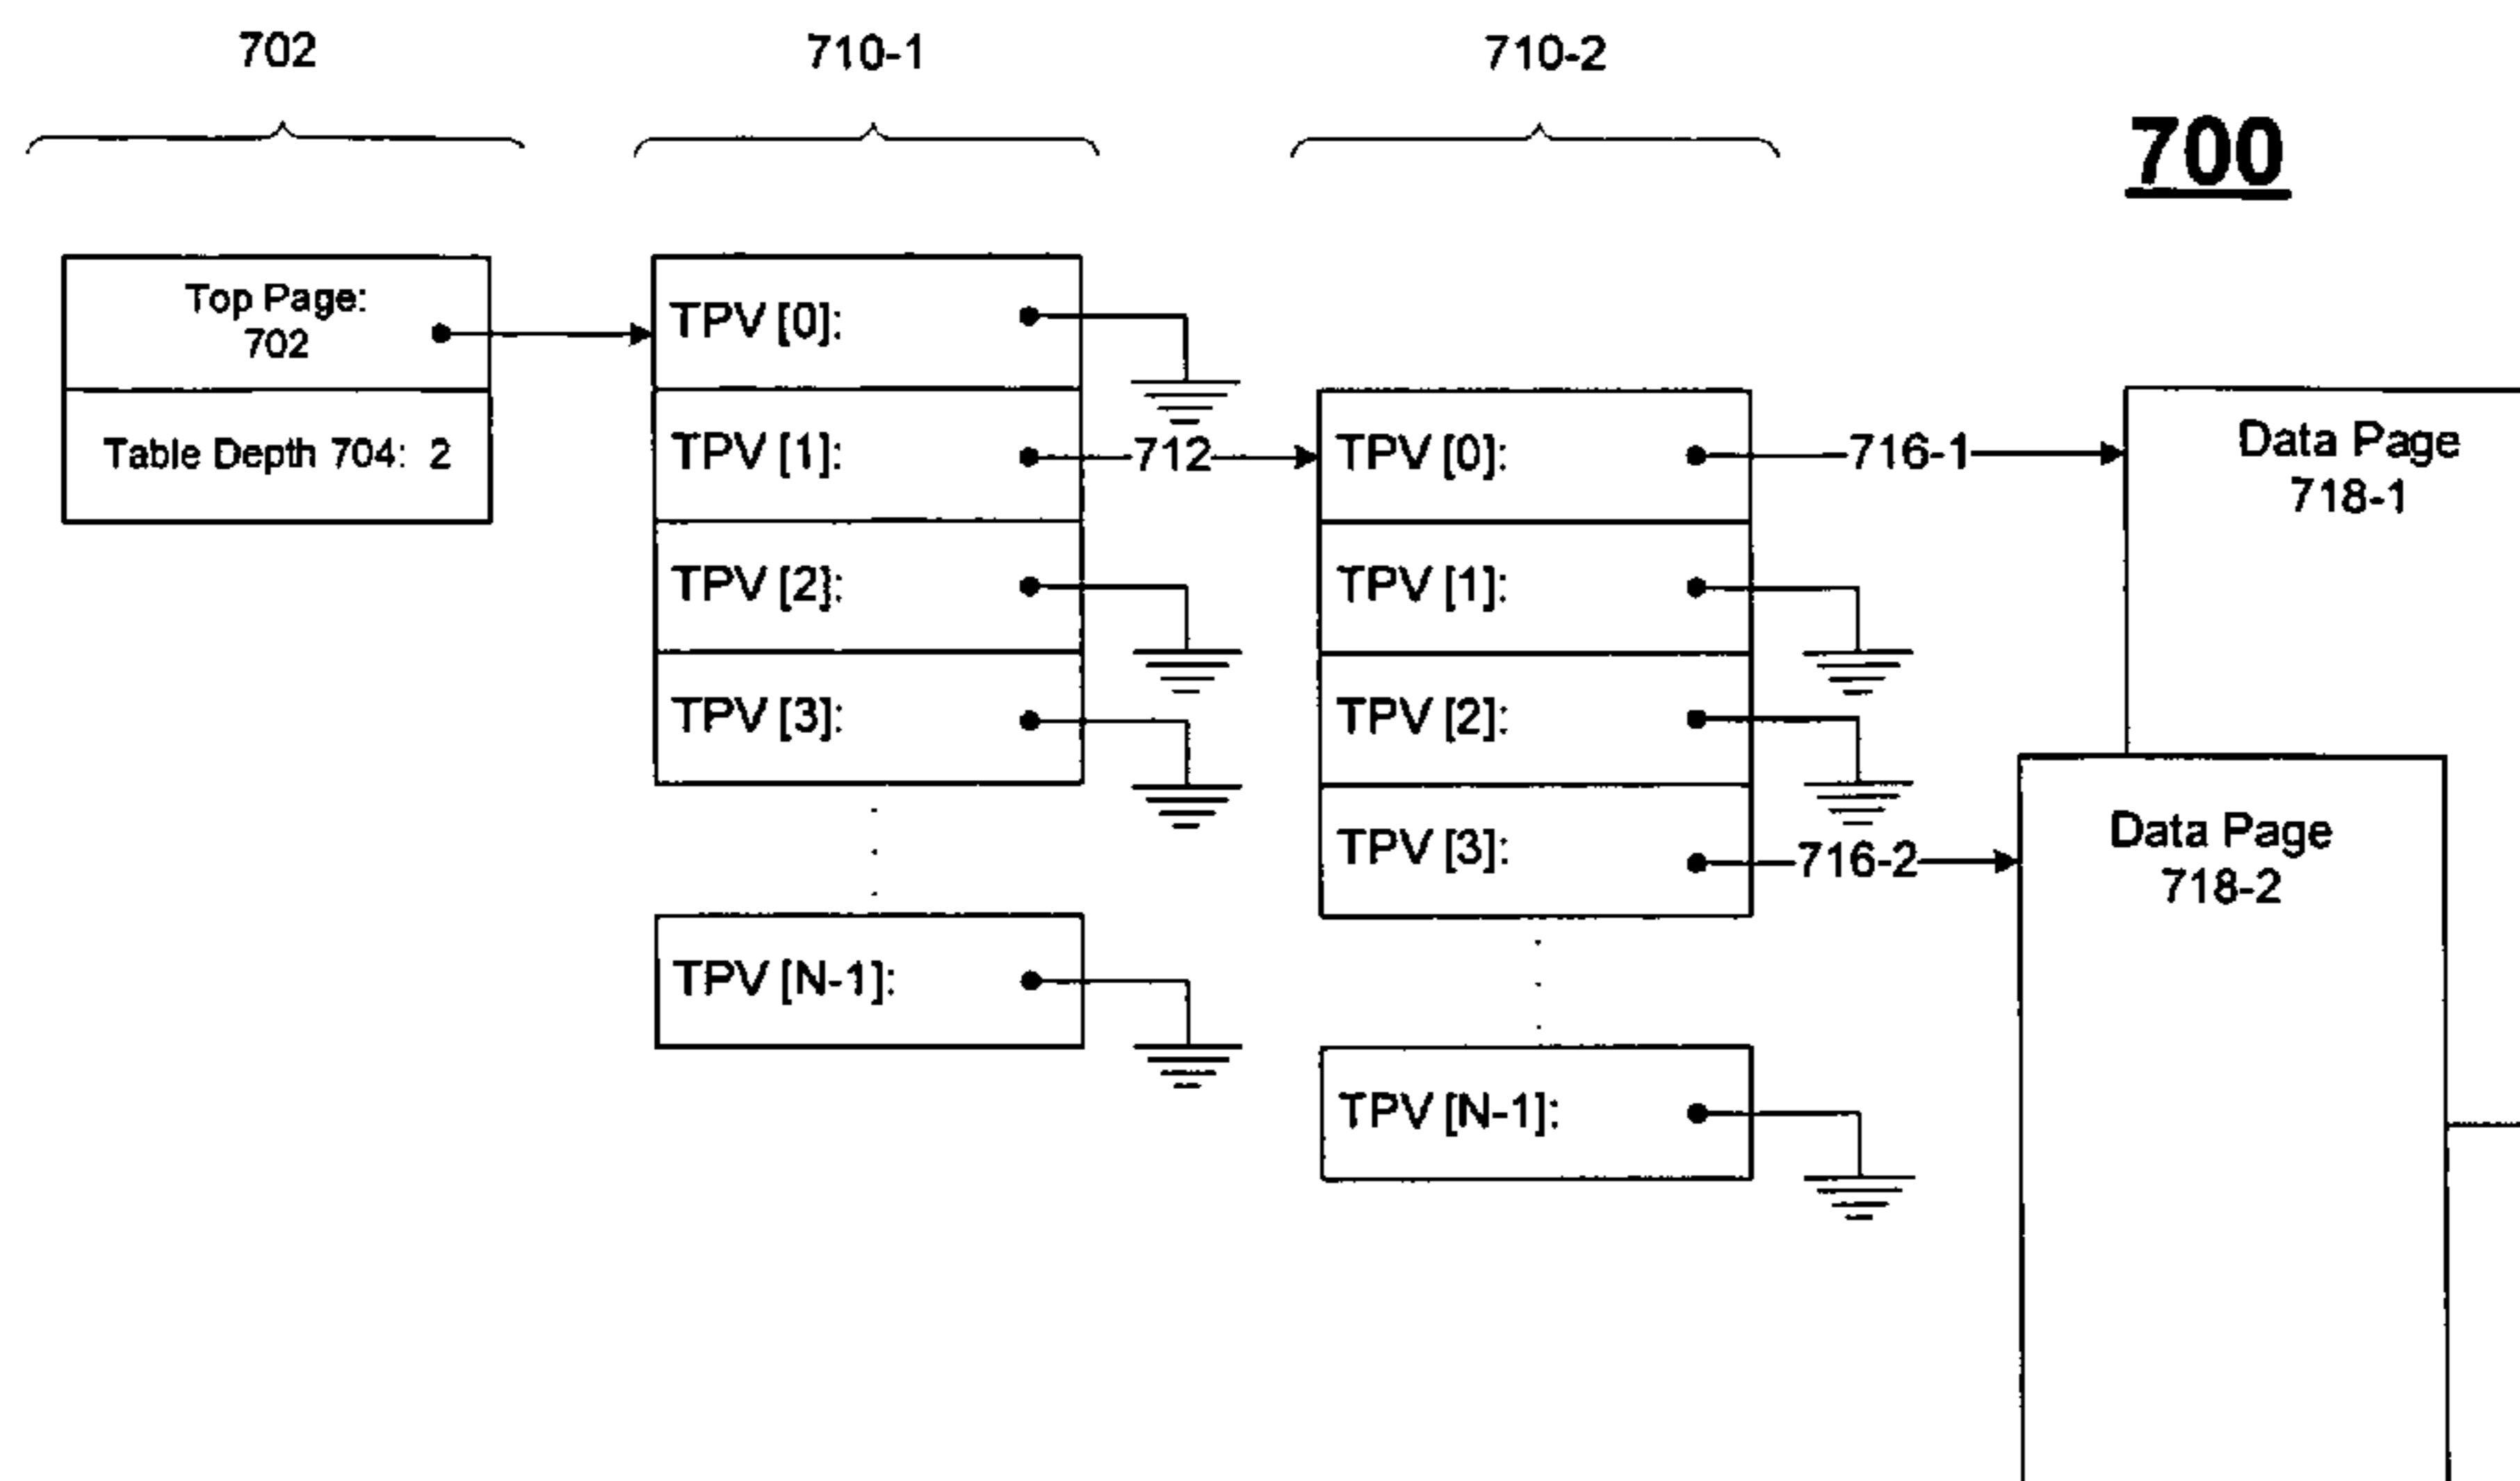 702
710-1
710-2
700
Top Page:
702
Table Depth 704: 2
TPV [0]:
TPV [1]:
TPV [2]:
TPV [3]:
TPV [N-1]:
712
TPV [0]:
TPV [1]:
TPV [2]:
TPV [3]:
TPV [N-1]:
716-1
716-2
Data Page
718-1
Data Page
718-2